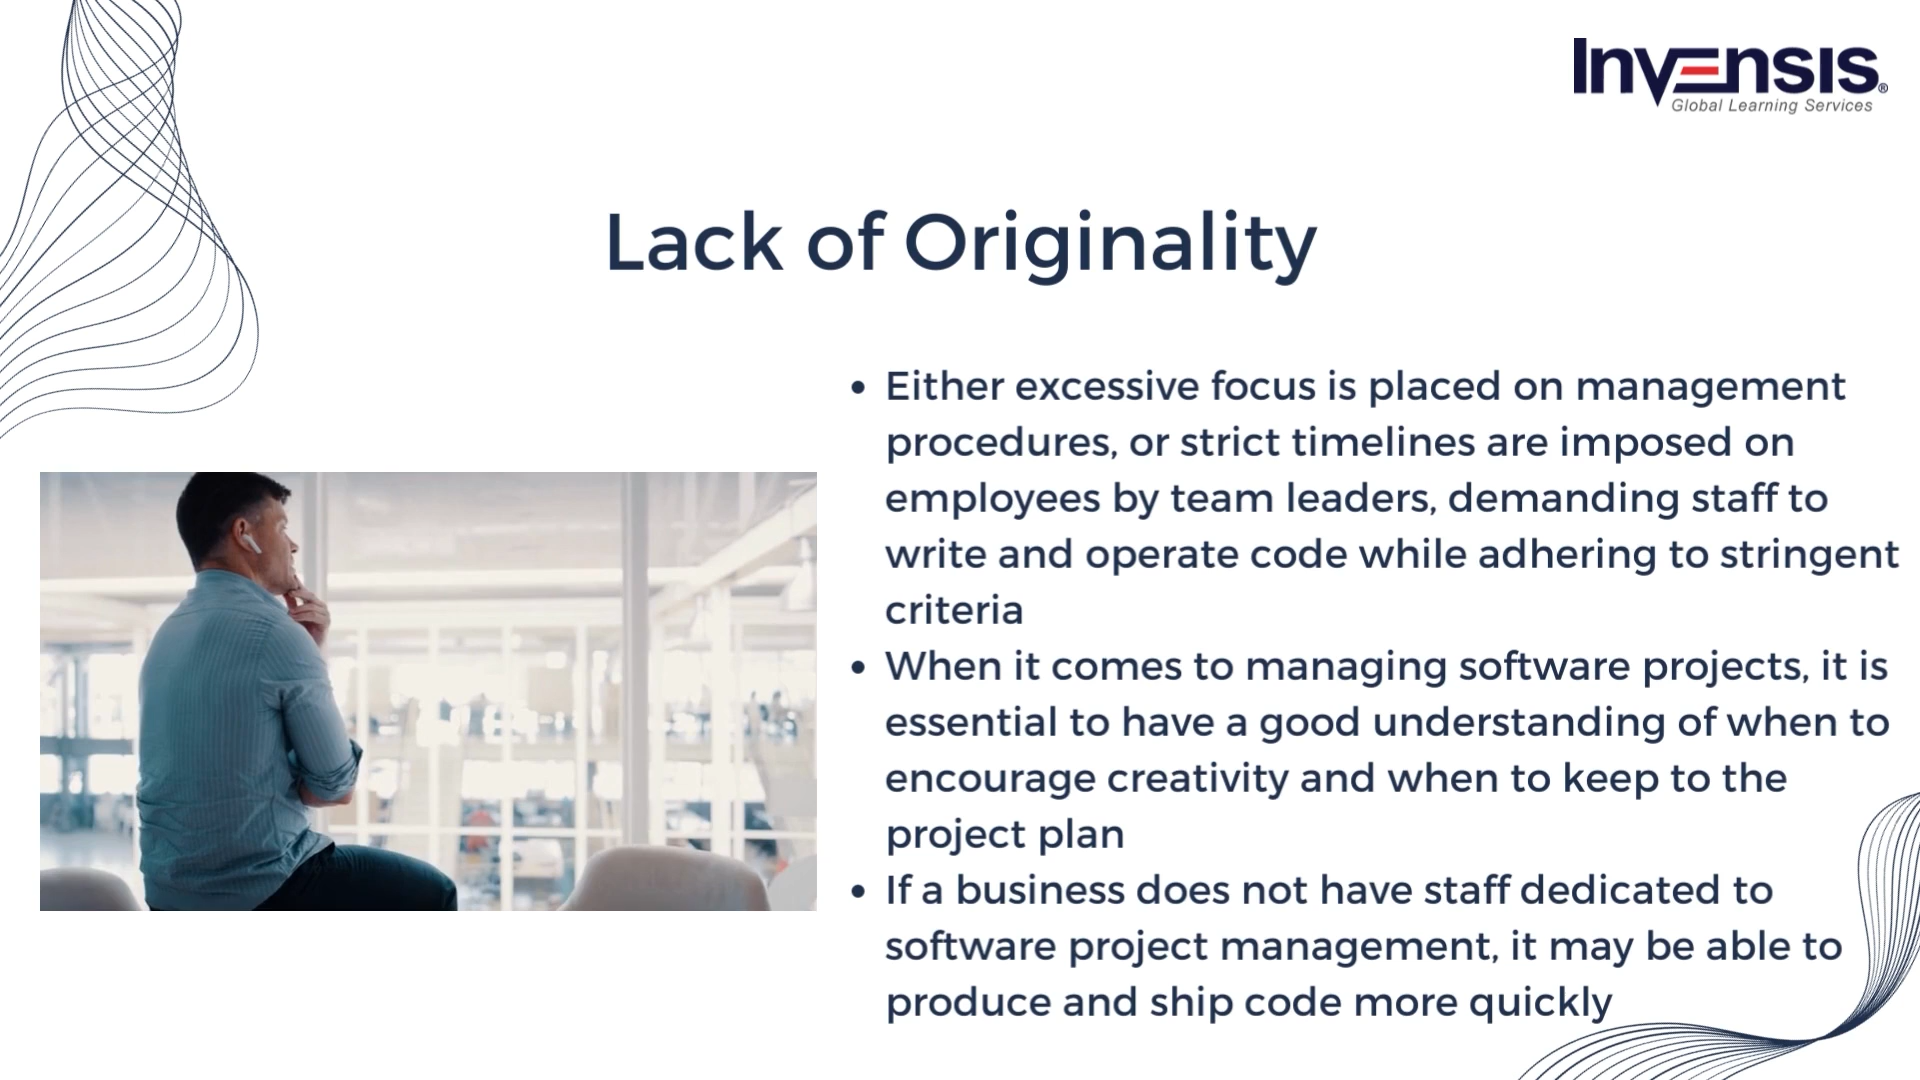 Invensis®
Global Learning Services
Lack of Originality
• Either excessive focus is placed on management
procedures, or strict timelines are imposed on
employees by team leaders, demanding staff to
write and operate code while adhering to stringent
criteria
• When it comes to managing software projects, it is
essential to have a good understanding of when to
encourage creativity and when to keep to the
project plan
• If a business does not have staff dedicated to
software project management, it may be able to
produce and ship code more quickly